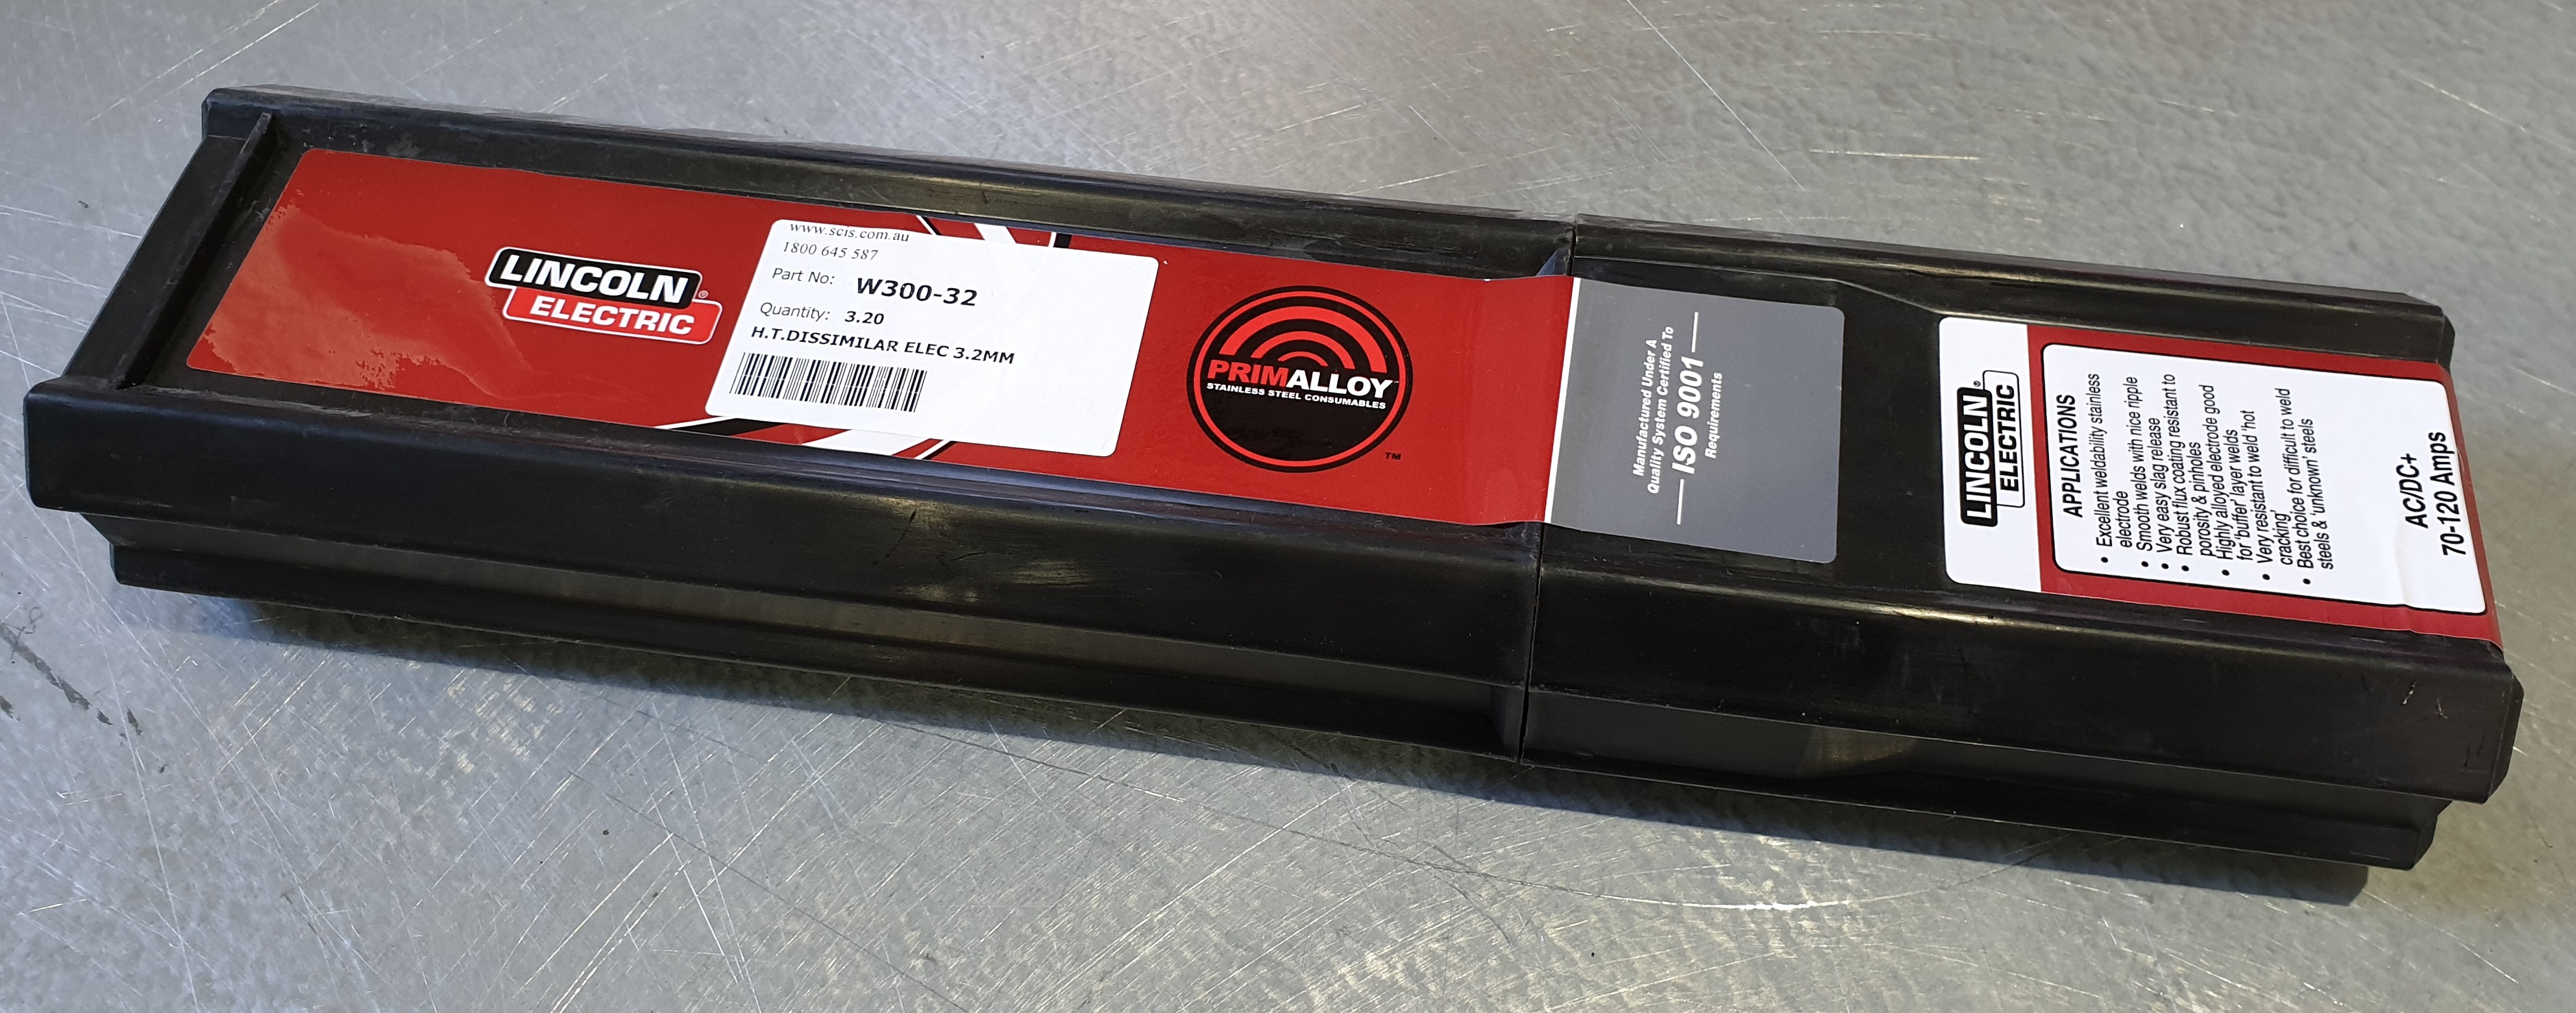 LINCOLN ®
ELECTRIC
www.scis.com.au
1800 645 587
Part No: W300-32
Quantity: 3.20
H.T.DISSIMILAR ELEC 3.2MM
PRIMALLOY™
STAINLESS STEEL CONSUMABLES
TM
Manufactured Under A
Quality System Certified To
ISO 9001
Requirements
LINCOLN ®
ELECTRIC
APPLICATIONS
• Excellent weldability stainless
electrode
• Smooth welds with nice ripple
• Very easy slag release
• Robust flux coating resistant to
porosity & pinholes
• Highly alloyed electrode good
for 'buffer' layer welds
• Very resistant to weld 'hot
cracking'
• Best choice for difficult to weld
steels & 'unknown' steels
AC/DC+
70-120 Amps